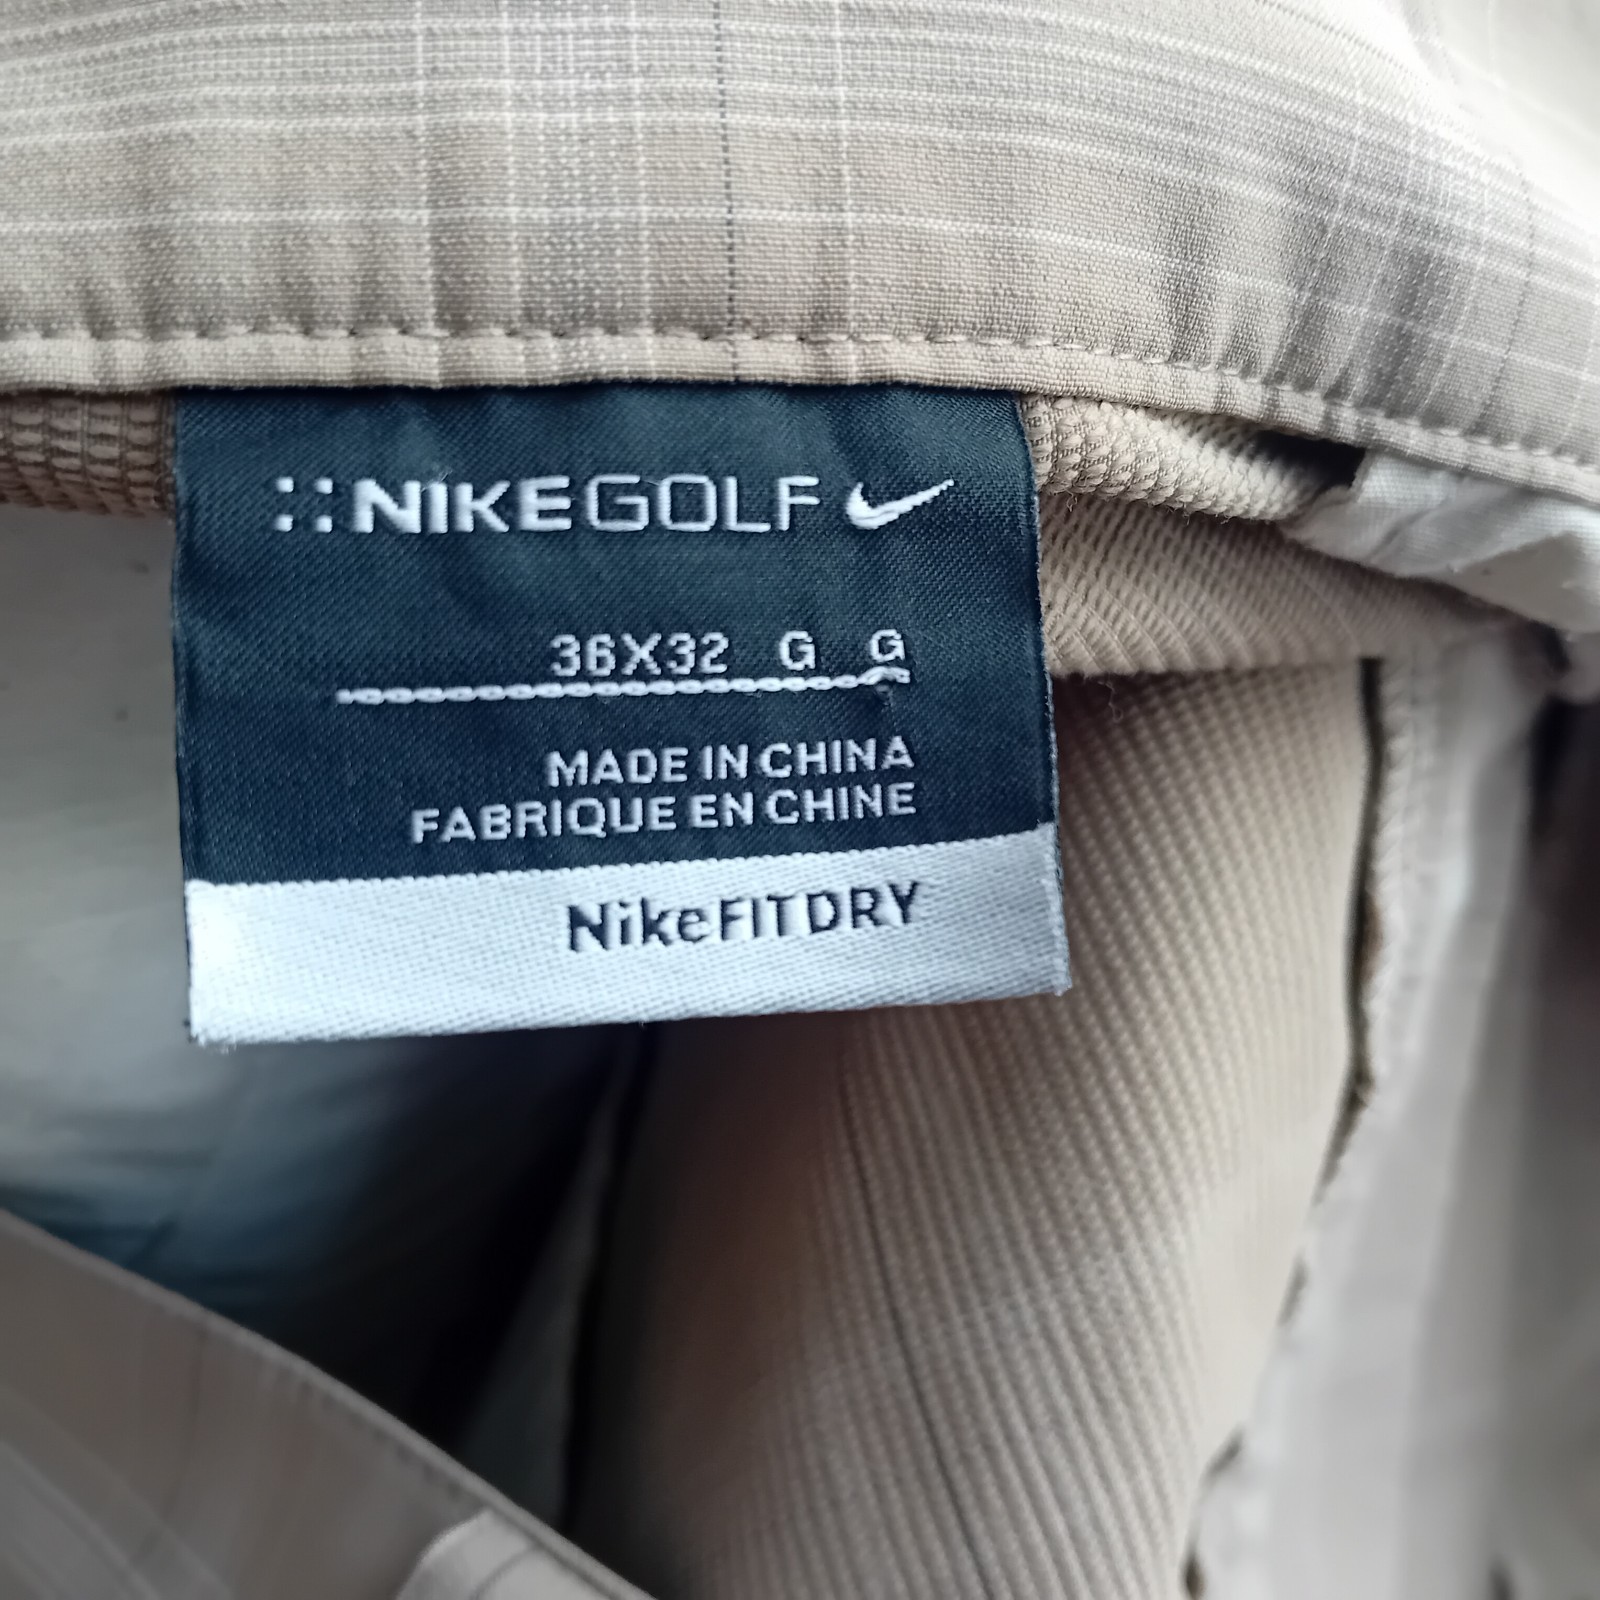 NIKEGOLF
36X32 G G
MADE IN CHINA
FABRIQUE EN CHINE
NikeFITDRY